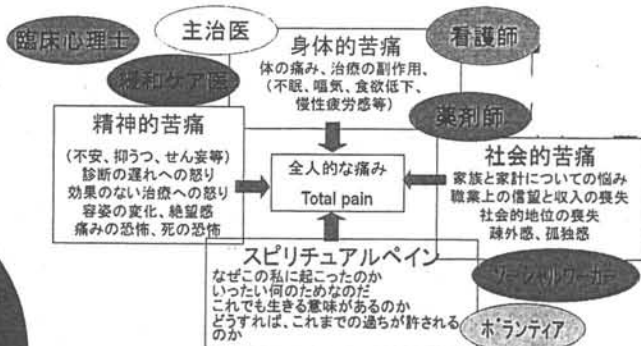 臨床心理士
主治医
看護師
緩和ケア医
身体的苦痛
体の痛み、治療の副作用、
(不眠、嘔気、食欲低下、
慢性疲労感等)
薬剤師
精神的苦痛
(不安、抑うつ、せん妄等)
診断の遅れへの怒り
効果のない治療への怒り
容姿の変化、絶望感
痛みの恐怖、死の恐怖
全人的な痛み
Total pain
社会的苦痛
家族と家計についての悩み
職業上の信望と収入の喪失
社会的地位の喪失
疎外感、孤独感
スピリチュアルペイン
なぜこの私に起こったのか
いったい何のためなのだ
これでも生きる意味があるのか
どうすれば、これまでの過ちが許される
のか
ソーシャルワーカー
ボランティア